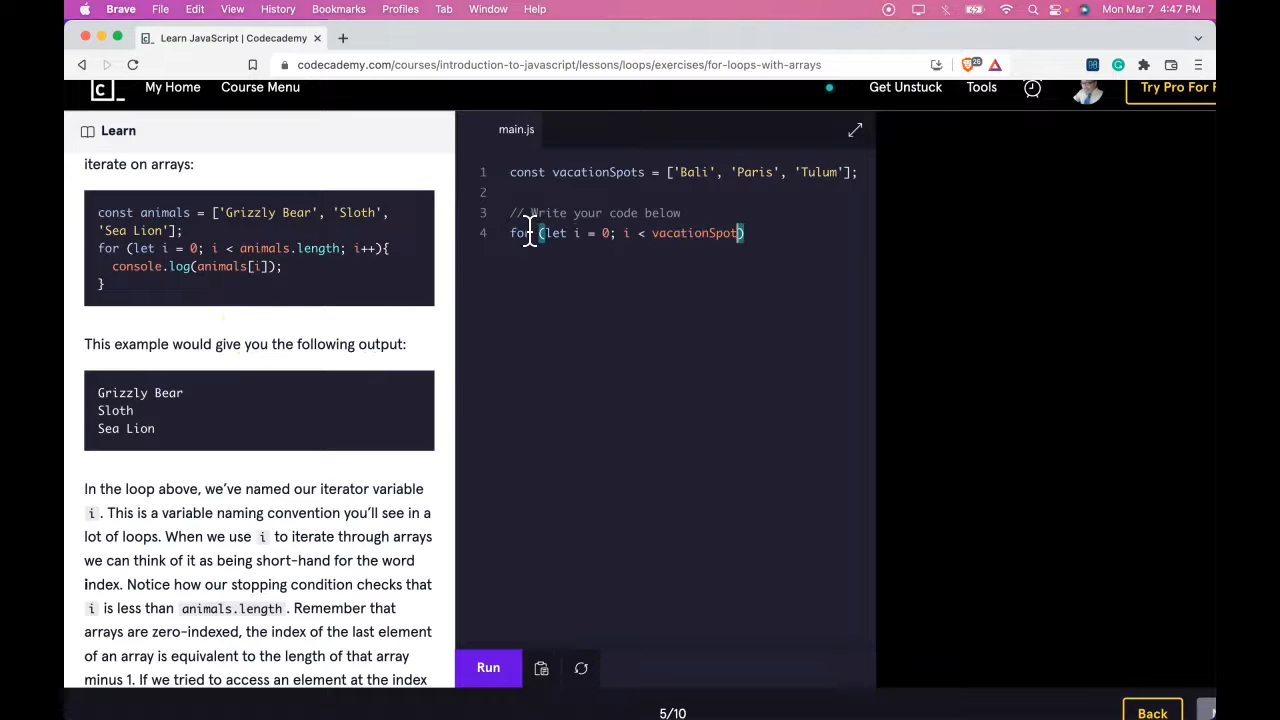 Brave File Edit View History Bookmarks Profiles Tab Window Help Mon Mar 7 4:47 PM
Learn JavaScript | Codecademy
codecademy.com/courses/introduction-to-javascript/lessons/loops/exercises/for-loops-with-arrays 26
c_ My Home Course Menu Get Unstuck Tools Try Pro For F
Learn
iterate on arrays:
const animals = ['Grizzly Bear', 'Sloth',
'Sea Lion'];
for (let i = 0; i < animals.length; i++){
console.log(animals[i]);
}
This example would give you the following output:
Grizzly Bear
Sloth
Sea Lion
In the loop above, we've named our iterator variable
i. This is a variable naming convention you'll see in a
lot of loops. When we use i to iterate through arrays
we can think of it as being short-hand for the word
index. Notice how our stopping condition checks that
i is less than animals.length. Remember that
arrays are zero-indexed, the index of the last element
of an array is equivalent to the length of that array
minus 1. If we tried to access an element at the index
main.js
1 const vacationSpots = ['Bali', 'Paris', 'Tulum'];
2
3 // Write your code below
4 for (let i = 0; i < vacationSpot)
Run
5/10
Back